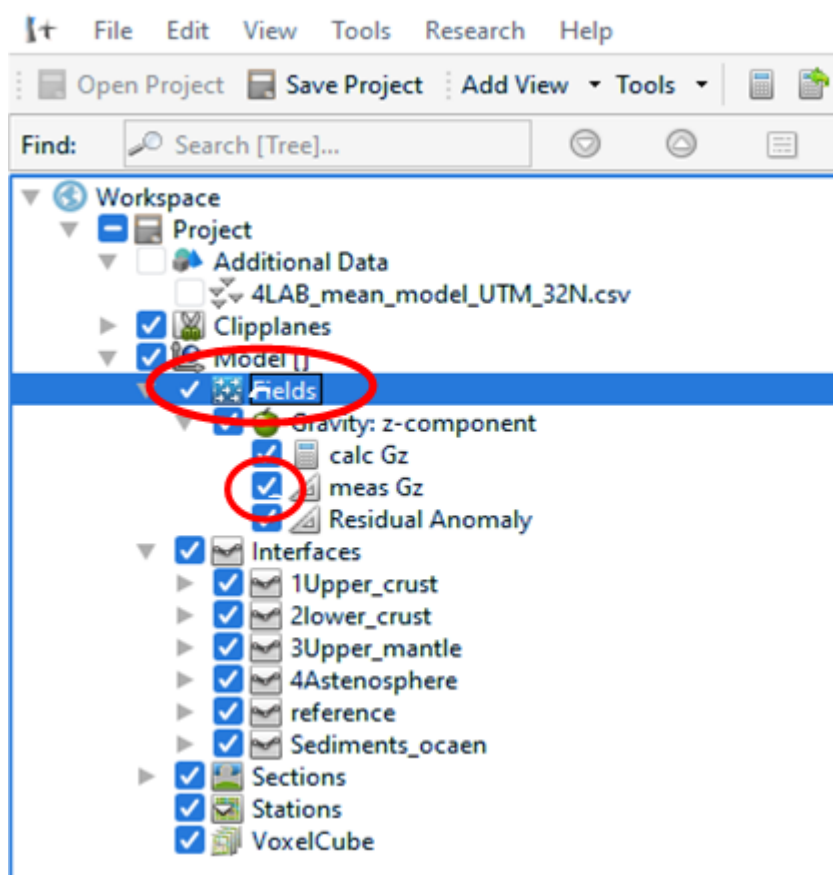 File Edit View Tools Research Help
Open Project Save Project Add View Tools
Find: Search [Tree]...
Workspace
Project
Additional Data
4LAB_mean_model_UTM_32N.csv
Clipplanes
Model []
Fields
Gravity: z-component
calc Gz
meas Gz
Residual Anomaly
Interfaces
1Upper_crust
2lower_crust
3Upper_mantle
4Astenosphere
reference
Sediments_ocaen
Sections
Stations
VoxelCube